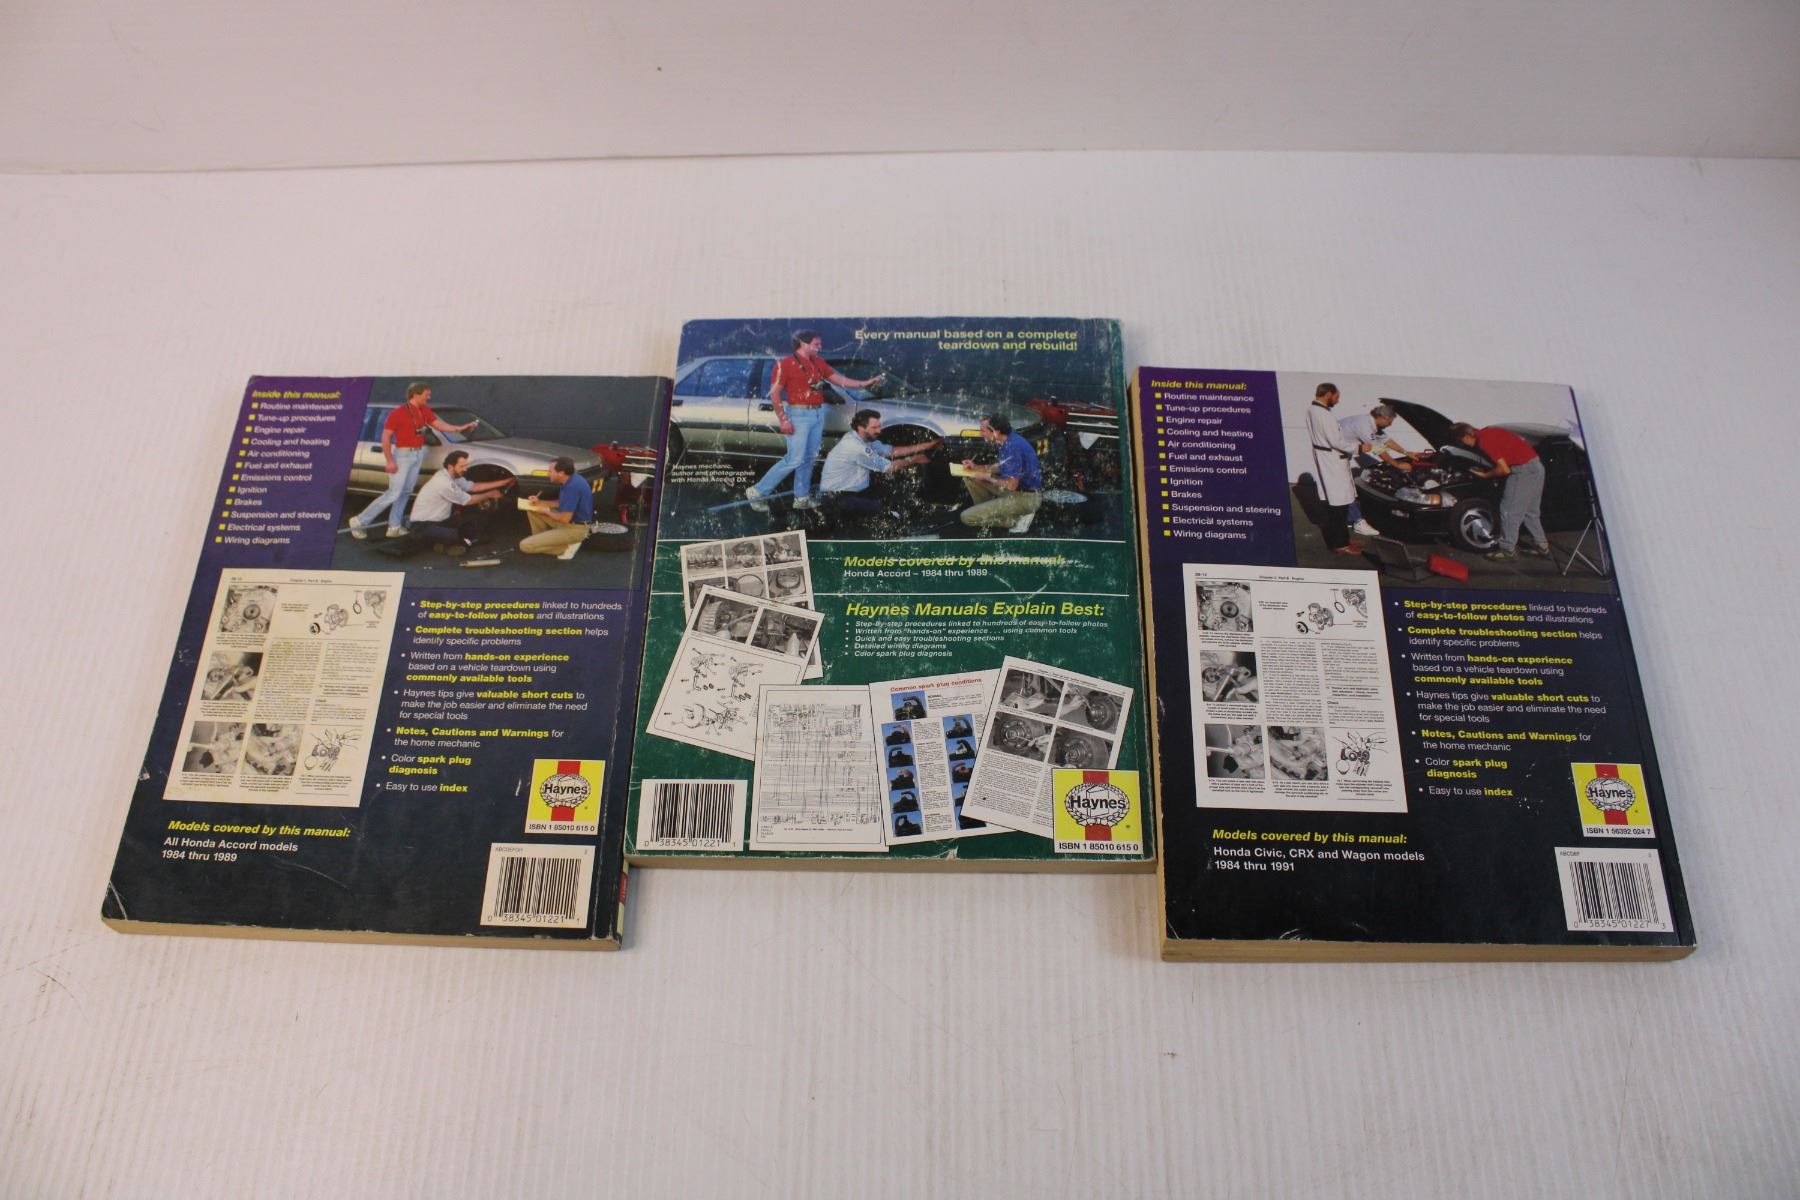 Inside this manual:
Routine maintenance
Tune-up procedures
Engine repair
Cooling and heating
Air conditioning
Fuel and exhaust
Emissions control
Ignition
Brakes
Suspension and steering
Electrical systems
Wiring diagrams
• Step-by-step procedures linked to hundreds
of easy-to-follow photos and illustrations
• Complete troubleshooting section helps
identify specific problems
• Written from hands-on experience
based on a vehicle teardown using
commonly available tools
• Haynes tips give valuable short cuts to
make the job easier and eliminate the need
for special tools
• Notes, Cautions and Warnings for
the home mechanic
• Color spark plug
diagnosis
• Easy to use index
Haynes
ISBN 1 85010 615 0
Models covered by this manual:
All Honda Accord models
1984 thru 1989
0 38345 01221 1
Every manual based on a complete
teardown and rebuild!
Haynes mechanic,
author and photographer
with Honda Accord DX
Models covered by this manual:
Honda Accord – 1984 thru 1989
Haynes Manuals Explain Best:
• Step-by-step procedures linked to hundreds of easy-to-follow photos
• Written from "hands-on" experience . . . using common tools
• Quick and easy troubleshooting sections
• Detailed wiring diagrams
• Color spark plug diagnosis
Common spark plug conditions
Haynes
ISBN 1 85010 615 0
0 38345 01221 1
Inside this manual:
Routine maintenance
Tune-up procedures
Engine repair
Cooling and heating
Air conditioning
Fuel and exhaust
Emissions control
Ignition
Brakes
Suspension and steering
Electrical systems
Wiring diagrams
• Step-by-step procedures linked to hundreds
of easy-to-follow photos and illustrations
• Complete troubleshooting section helps
identify specific problems
• Written from hands-on experience
based on a vehicle teardown using
commonly available tools
• Haynes tips give valuable short cuts to
make the job easier and eliminate the need
for special tools
• Notes, Cautions and Warnings for
the home mechanic
• Color spark plug
diagnosis
• Easy to use index
Haynes
ISBN 1 56392 024 7
Models covered by this manual:
Honda Civic, CRX and Wagon models
1984 thru 1991
0 38345 01227 3